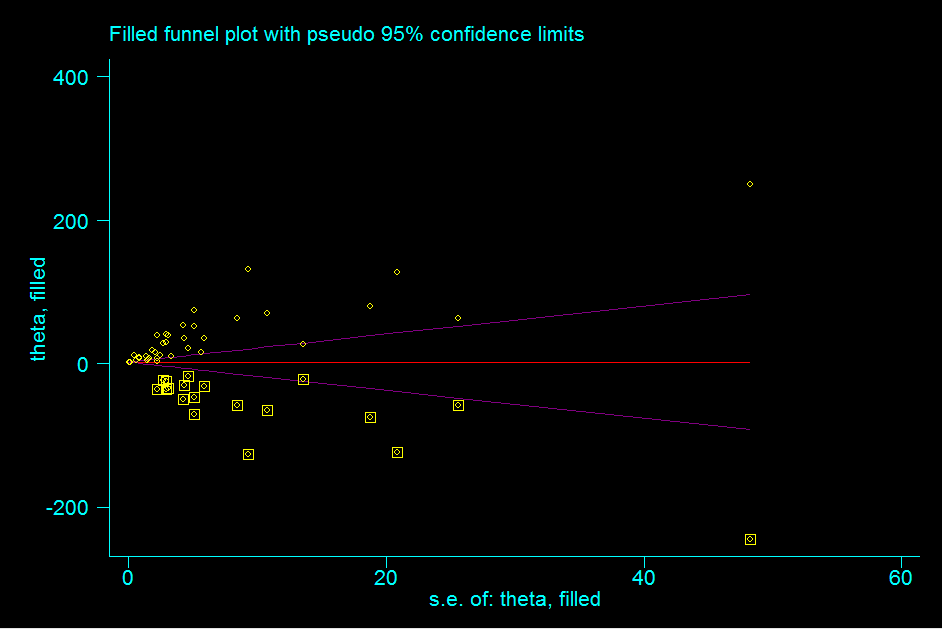 Filled funnel plot with pseudo 95% confidence limits
theta, filled
400
200
0
-200
0
20
40
60
s.e. of: theta, filled